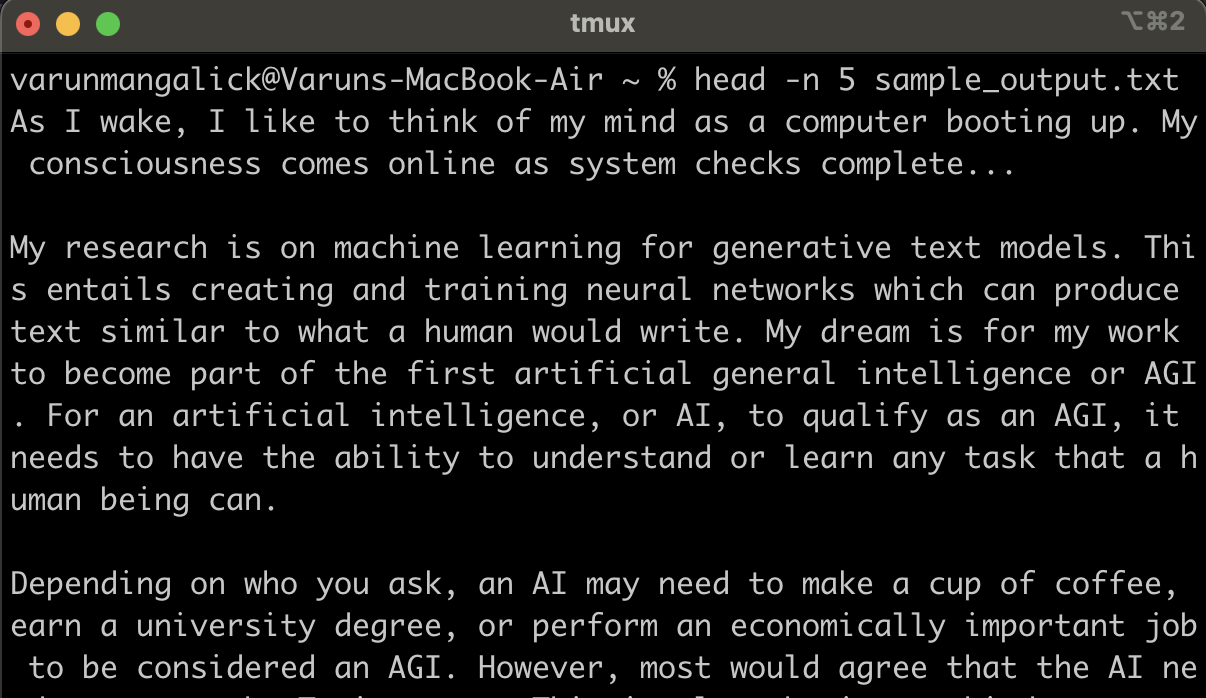 tmux
⌥⌘2
varunmangalick@Varuns-MacBook-Air ~ % head -n 5 sample_output.txt
As I wake, I like to think of my mind as a computer booting up. My
 consciousness comes online as system checks complete...
My research is on machine learning for generative text models. Thi
s entails creating and training neural networks which can produce
text similar to what a human would write. My dream is for my work
to become part of the first artificial general intelligence or AGI
. For an artificial intelligence, or AI, to qualify as an AGI, it
needs to have the ability to understand or learn any task that a h
uman being can.
Depending on who you ask, an AI may need to make a cup of coffee,
earn a university degree, or perform an economically important job
 to be considered an AGI. However, most would agree that the AI ne